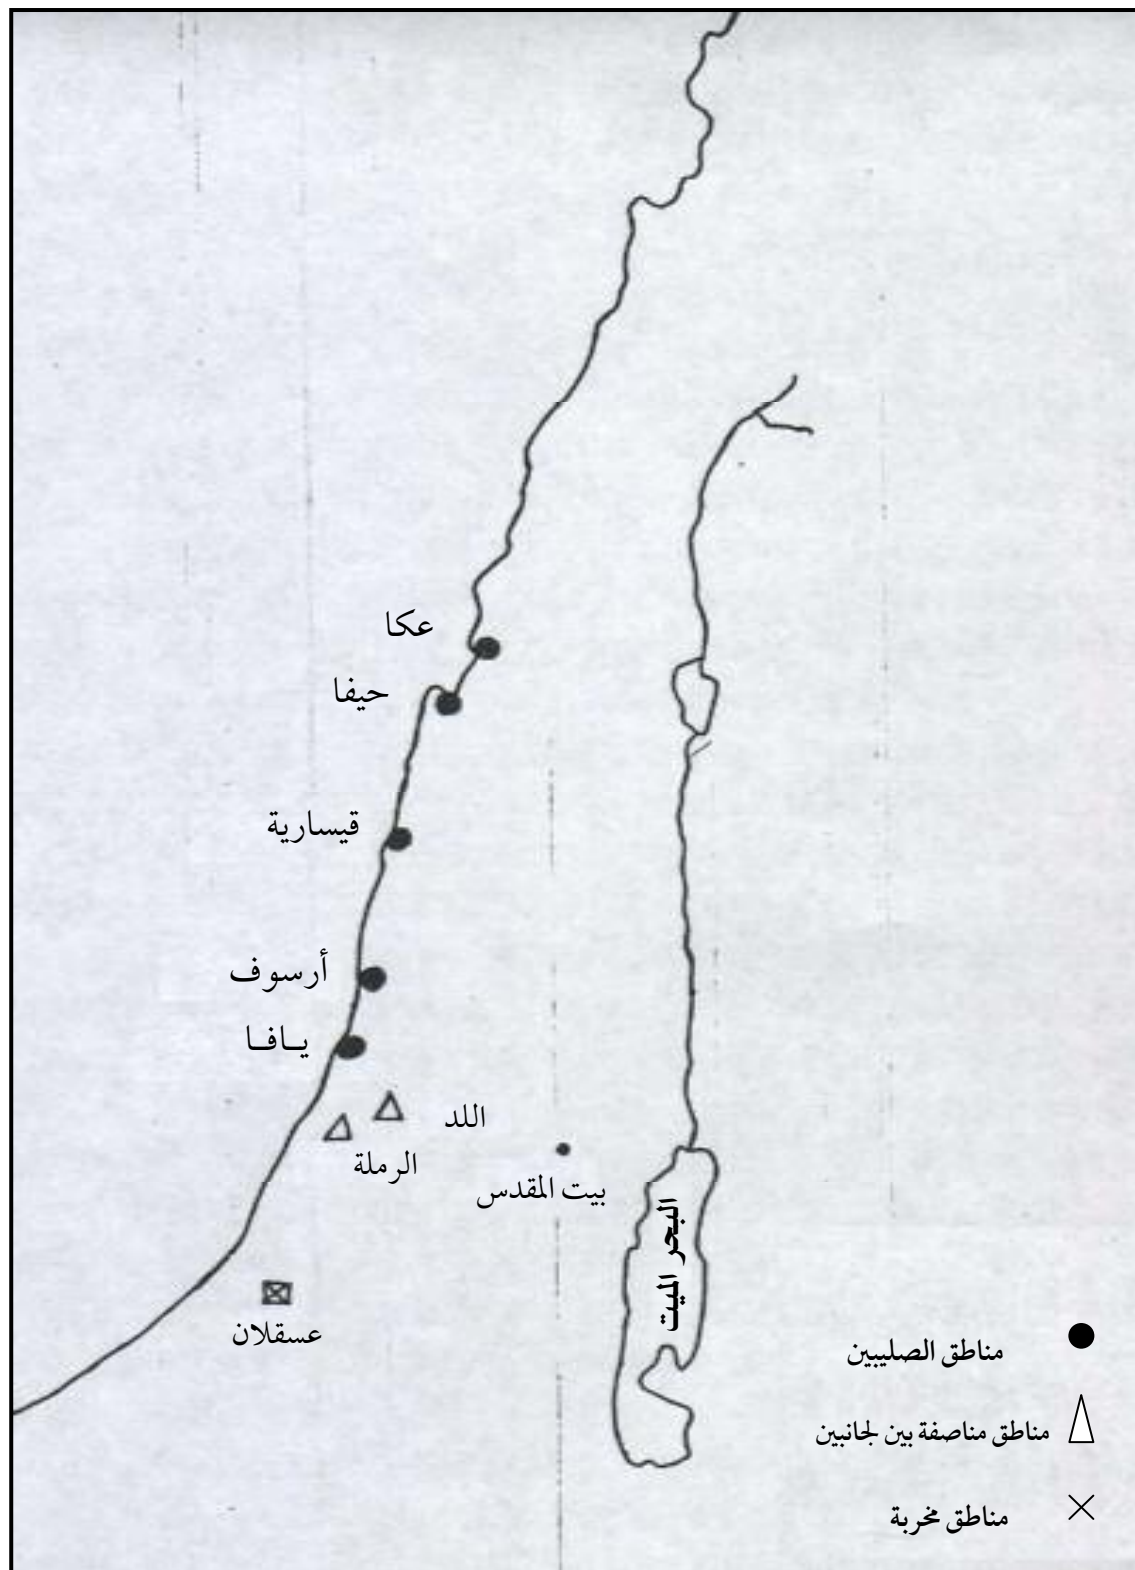 عكا
حيفا
قيسارية
أرسوف
يـافـا
اللد
الرملة
بيت المقدس
البحر الميت
عسقلان
مناطق الصليبين
مناطق مناصفة بين لجانبين
مناطق مخربة